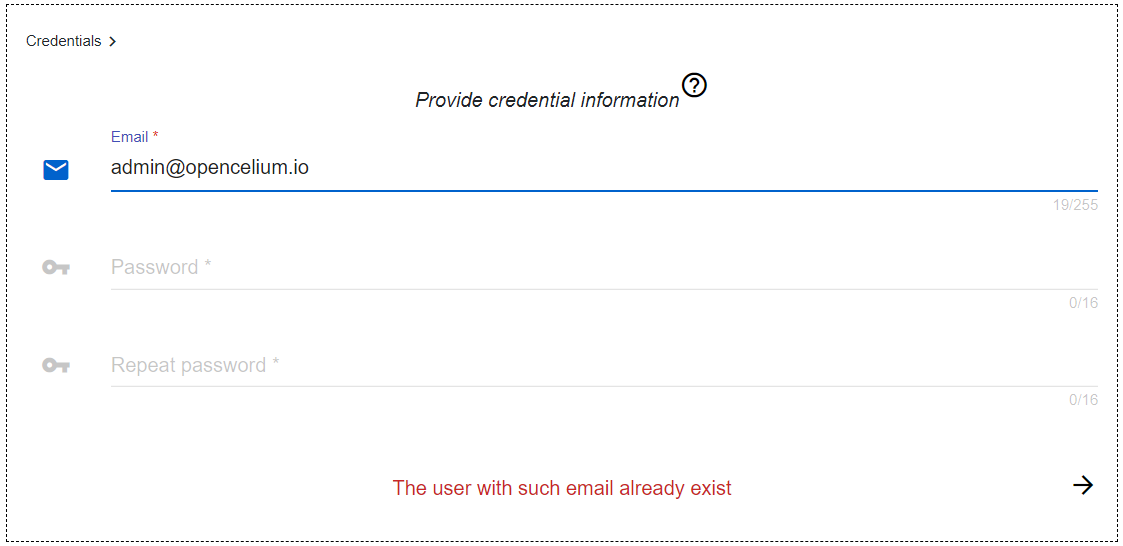 Credentials
Provide credential information
Email *
admin@opencelium.io
19/255
Password *
0/16
Repeat password *
0/16
The user with such email already exist